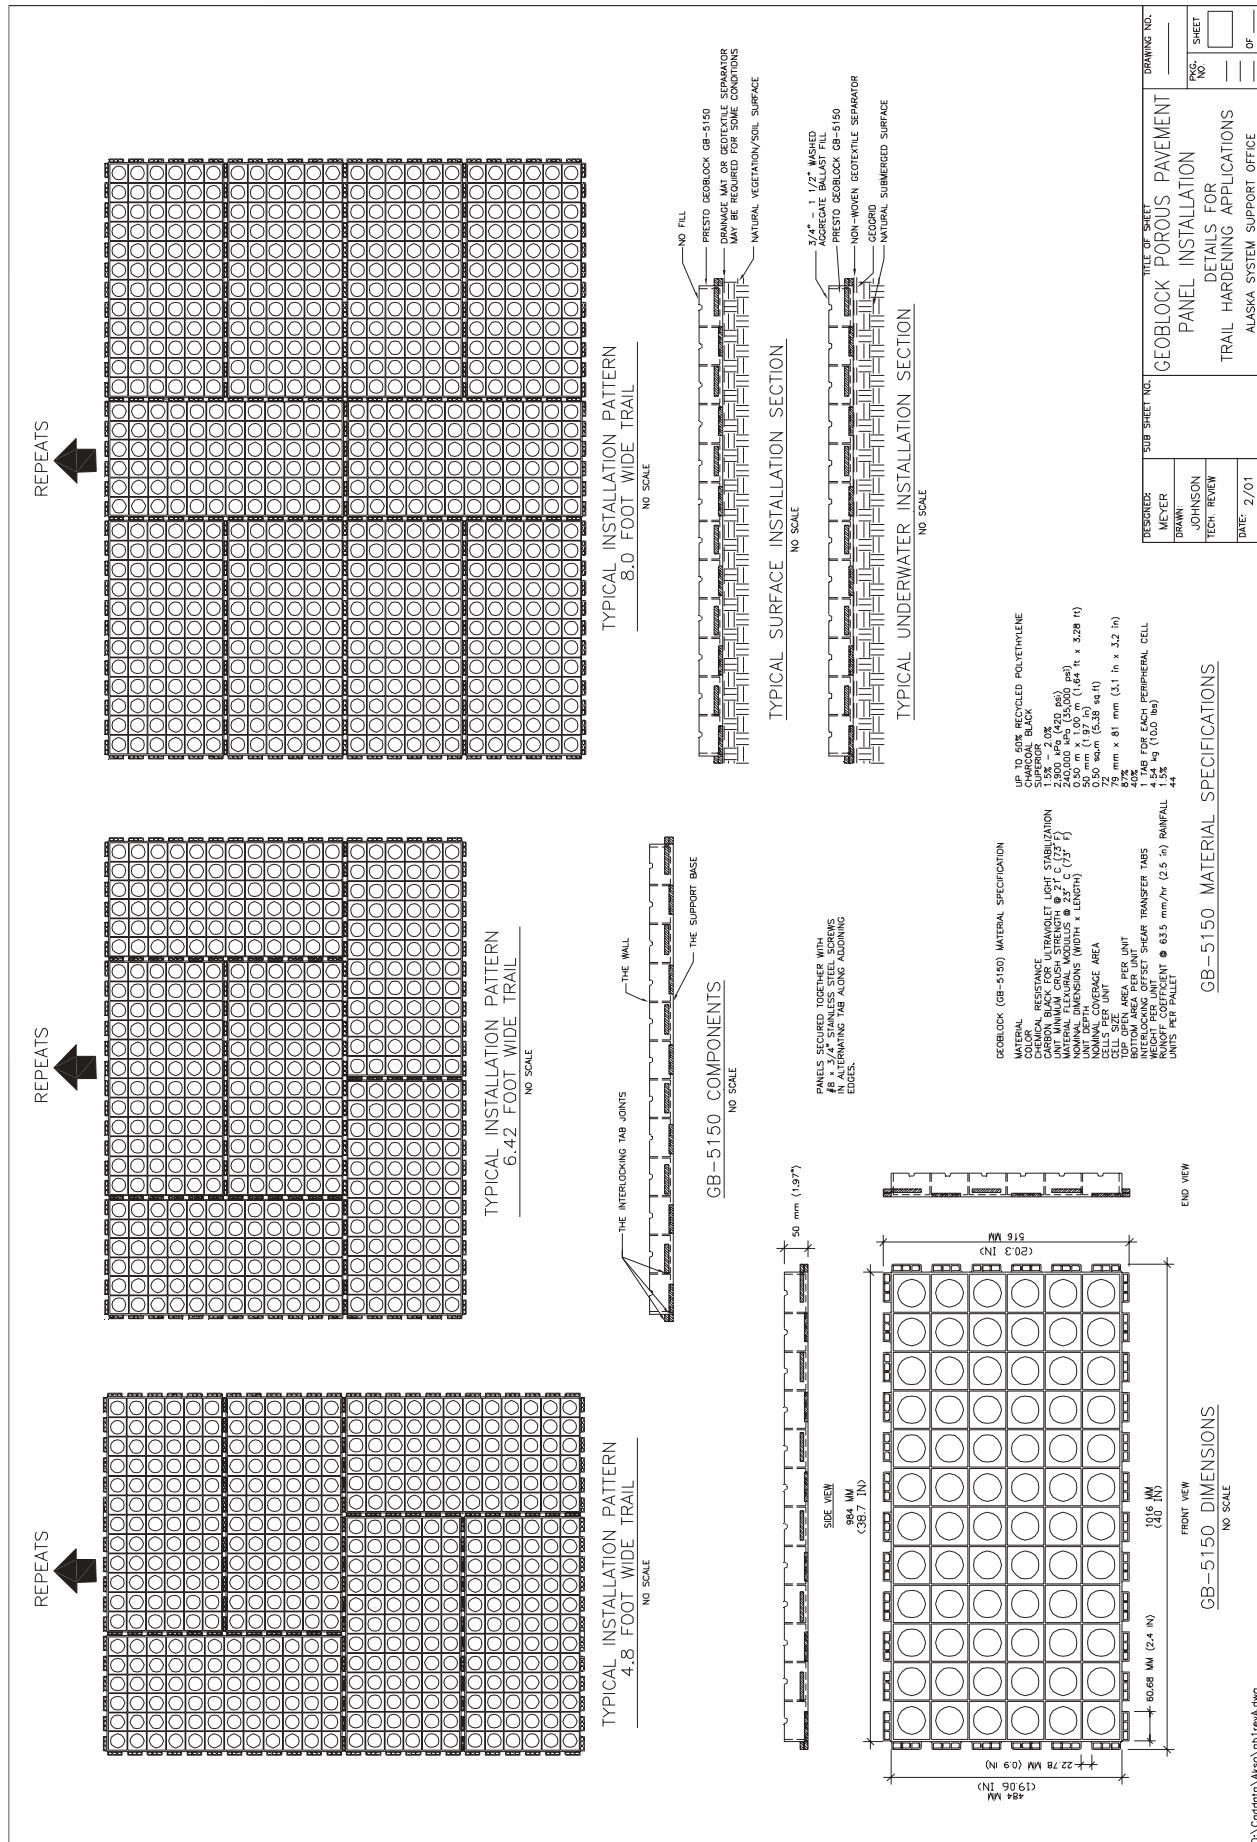 REPEATS
TYPICAL INSTALLATION PATTERN
4.8 FOOT WIDE TRAIL
NO SCALE
REPEATS
TYPICAL INSTALLATION PATTERN
6.42 FOOT WIDE TRAIL
NO SCALE
REPEATS
TYPICAL INSTALLATION PATTERN
8.0 FOOT WIDE TRAIL
NO SCALE
THE INTERLOCKING TAB JOINTS
THE WALL
THE SUPPORT BASE
GB-5150 COMPONENTS
NO SCALE
NO FILL
PRESTO GEOBLOCK GB-5150
DRAINAGE MAT OR GEOTEXTILE SEPARATOR
MAY BE REQUIRED FOR SOME CONDITIONS
NATURAL VEGETATION/SOIL SURFACE
TYPICAL SURFACE INSTALLATION SECTION
NO SCALE
3/4" - 1 1/2" WASHED
AGGREGATE BALLAST FILL
PRESTO GEOBLOCK GB-5150
NON-WOVEN GEOTEXTILE SEPARATOR
GEOGRID
NATURAL SUBMERGED SURFACE
TYPICAL UNDERWATER INSTALLATION SECTION
NO SCALE
50 mm (1.97")
SIDE VIEW
984 MM
(38.7 IN)
516 MM
(20.3 IN)
END VIEW
484 MM
(19.06 IN)
22.78 MM (0.9 IN)
60.68 MM (2.4 IN)
1016 MM
(40 IN)
FRONT VIEW
GB-5150 DIMENSIONS
NO SCALE
PANELS SECURED TOGETHER WITH
#8 x 3/4" STAINLESS STEEL SCREWS
IN ALTERNATING TAB ALONG ADJOINING
EDGES.
GEOBLOCK (GB-5150) MATERIAL SPECIFICATION
MATERIAL UP TO 50% RECYCLED POLYETHYLENE
COLOR CHARCOAL BLACK
CHEMICAL RESISTANCE SUPERIOR
CARBON BLACK FOR ULTRAVIOLET LIGHT STABILIZATION 1.5% - 2.0%
UNIT MINIMUM CRUSH STRENGTH @ 21° C (73° F) 2,900 kPa (420 psi)
MATERIAL FLEXURAL MODULUS @ 23° C (73° F) 240,000 kPa (35,000 psi)
NOMINAL DIMENSIONS (WIDTH x LENGTH) 0.50 m x 1.00 m (1.64 ft x 3.28 ft)
UNIT DEPTH 50 mm (1.97 in)
NOMINAL COVERAGE AREA 0.50 sq.m (5.38 sq.ft)
CELLS PER UNIT 72
CELL SIZE 79 mm x 81 mm (3.1 in x 3.2 in)
TOP OPEN AREA PER UNIT 87%
BOTTOM AREA PER UNIT 40%
INTERLOCKING OFFSET SHEAR TRANSFER TABS 1 TAB FOR EACH PERIPHERAL CELL
WEIGHT PER UNIT 4.54 kg (10.0 lbs)
RUNOFF COEFFICIENT @ 63.5 mm/hr (2.5 in) RAINFALL 1.5%
UNITS PER PALLET 44
GB-5150 MATERIAL SPECIFICATIONS
DESIGNED:
MEYER
DRAWN:
JOHNSON
TECH. REVIEW
DATE: 2/01
SUB SHEET NO.
TITLE OF SHEET
GEOBLOCK POROUS PAVEMENT
PANEL INSTALLATION
DETAILS FOR
TRAIL HARDENING APPLICATIONS
ALASKA SYSTEM SUPPORT OFFICE
DRAWING NO.
PKG. NO.
SHEET
OF